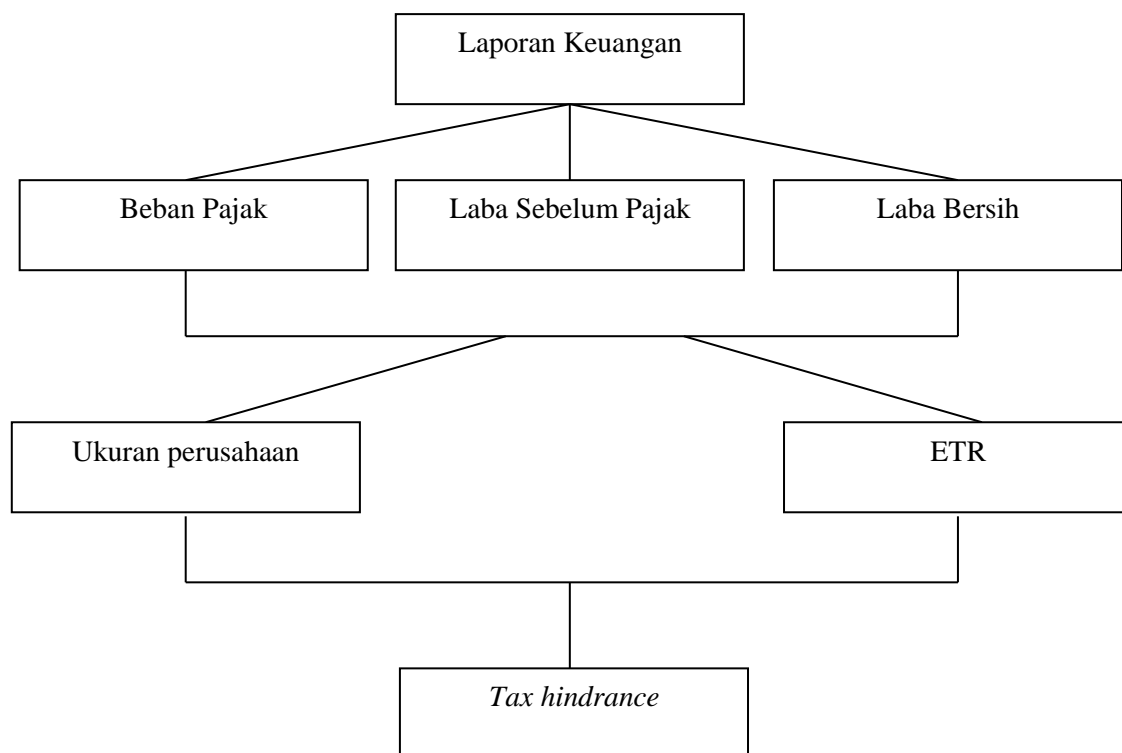 Laporan Keuangan
Beban Pajak
Laba Sebelum Pajak
Laba Bersih
Ukuran perusahaan
ETR
Tax hindrance